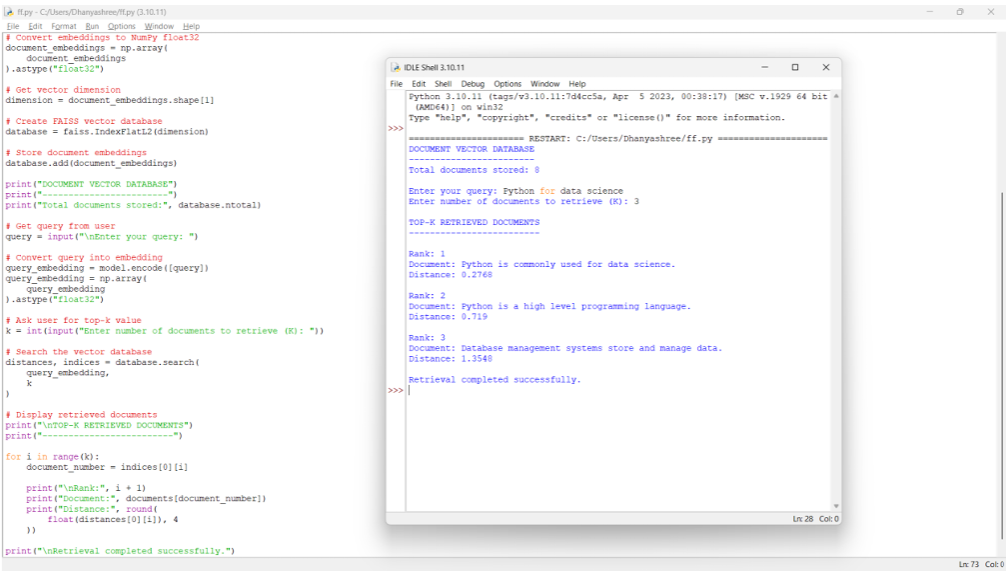 ff.py - C:/Users/Dhanyashree/ff.py (3.10.11)
File Edit Format Run Options Window Help
# Convert embeddings to NumPy float32
document_embeddings = np.array(
    document_embeddings
).astype("float32")

# Get vector dimension
dimension = document_embeddings.shape[1]

# Create FAISS vector database
database = faiss.IndexFlatL2(dimension)

# Store document embeddings
database.add(document_embeddings)

print("DOCUMENT VECTOR DATABASE")
print("------------------------")
print("Total documents stored:", database.ntotal)

# Get query from user
query = input("\nEnter your query: ")

# Convert query into embedding
query_embedding = model.encode([query])
query_embedding = np.array(
    query_embedding
).astype("float32")

# Ask user for top-k value
k = int(input("Enter number of documents to retrieve (K): "))

# Search the vector database
distances, indices = database.search(
    query_embedding,
    k
)

# Display retrieved documents
print("\nTOP-K RETRIEVED DOCUMENTS")
print("-------------------------")

for i in range(k):
    document_number = indices[0][i]

    print("\nRank:", i + 1)
    print("Document:", documents[document_number])
    print("Distance:", round(
        float(distances[0][i]), 4
    ))

print("\nRetrieval completed successfully.")
Ln: 73 Col: 0
IDLE Shell 3.10.11
File Edit Shell Debug Options Window Help
Python 3.10.11 (tags/v3.10.11:7d4cc5a, Apr  5 2023, 00:38:17) [MSC v.1929 64 bit
 (AMD64)] on win32
Type "help", "copyright", "credits" or "license()" for more information.
>>>
====================== RESTART: C:/Users/Dhanyashree/ff.py =====================
DOCUMENT VECTOR DATABASE
------------------------
Total documents stored: 8

Enter your query: Python for data science
Enter number of documents to retrieve (K): 3

TOP-K RETRIEVED DOCUMENTS
-------------------------

Rank: 1
Document: Python is commonly used for data science.
Distance: 0.2768

Rank: 2
Document: Python is a high level programming language.
Distance: 0.719

Rank: 3
Document: Database management systems store and manage data.
Distance: 1.3548

Retrieval completed successfully.
>>>
Ln: 28 Col: 0